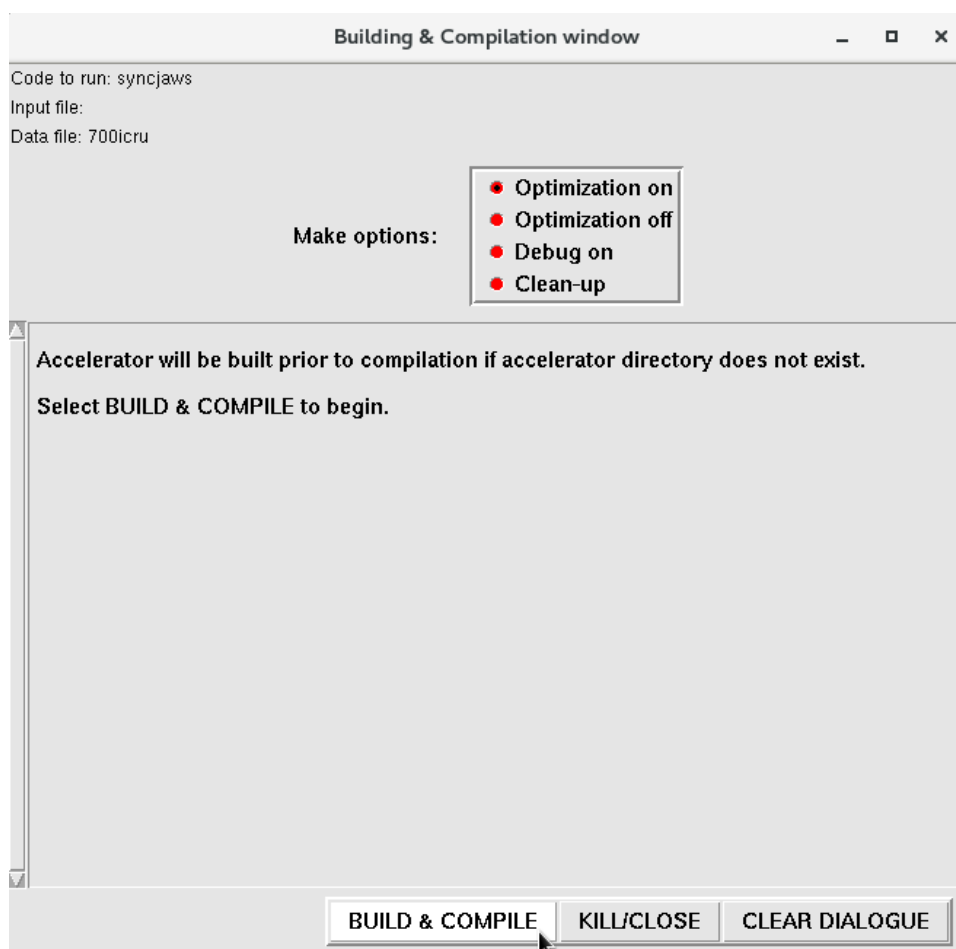 Building & Compilation window
Code to run: syncjaws
Input file:
Data file: 700icru
Make options:
Optimization on
Optimization off
Debug on
Clean-up
Accelerator will be built prior to compilation if accelerator directory does not exist.
Select BUILD & COMPILE to begin.
BUILD & COMPILE KILL/CLOSE CLEAR DIALOGUE